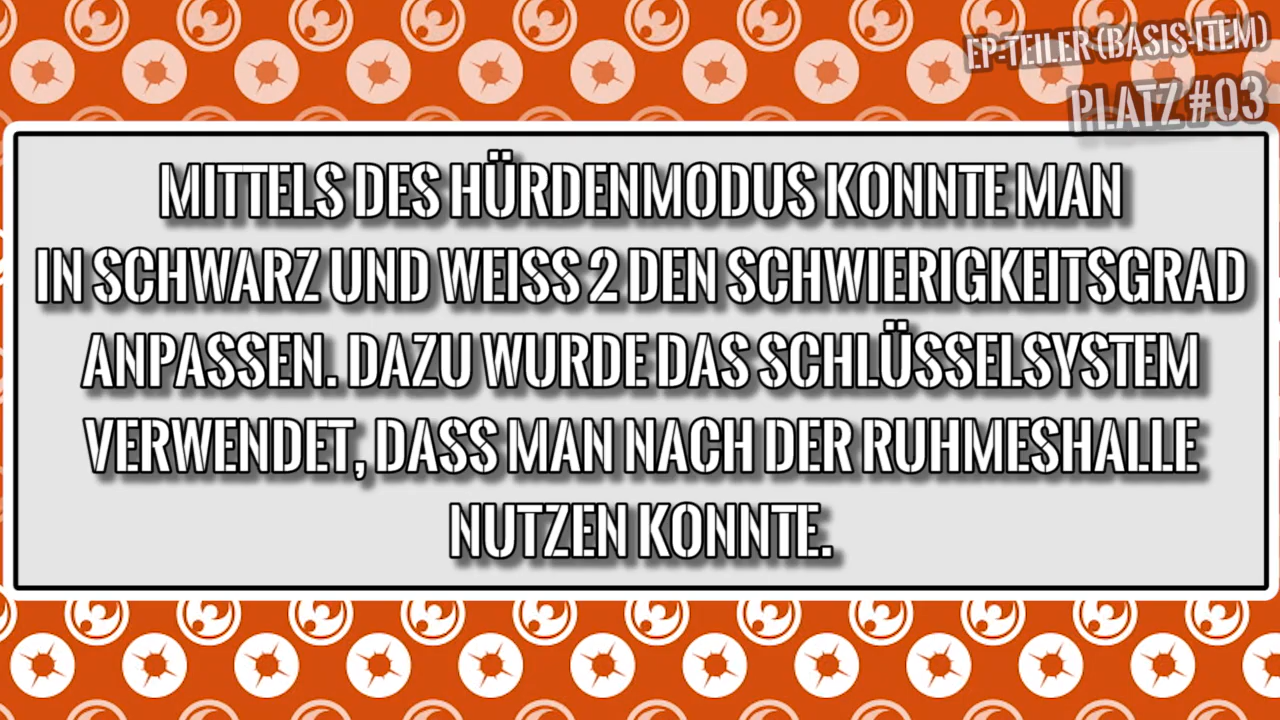 EP-TEILER (BASIS-ITEM)
PLATZ #03
MITTELS DES HÜRDENMODUS KONNTE MAN
IN SCHWARZ UND WEISS 2 DEN SCHWIERIGKEITSGRAD
ANPASSEN. DAZU WURDE DAS SCHLÜSSELSYSTEM
VERWENDET, DASS MAN NACH DER RUHMESHALLE
NUTZEN KONNTE.